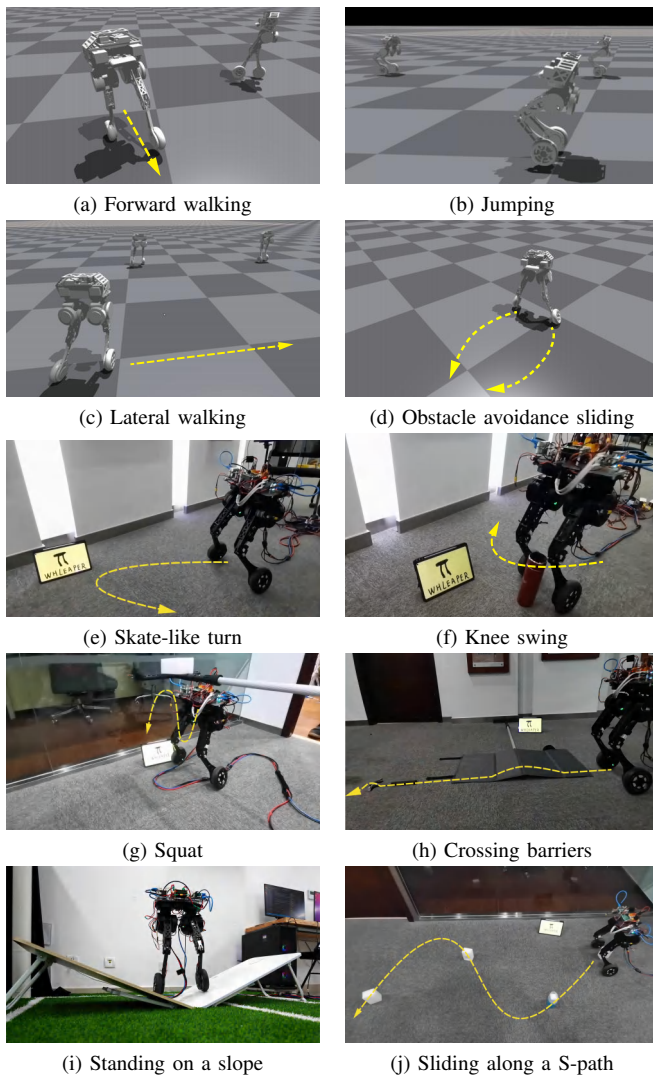 (a) Forward walking
(b) Jumping
(c) Lateral walking
(d) Obstacle avoidance sliding
π
WHLEAPER
π
WHLEAPER
(e) Skate-like turn
(f) Knee swing
π
π
(g) Squat
(h) Crossing barriers
(i) Standing on a slope
(j) Sliding along a S-path